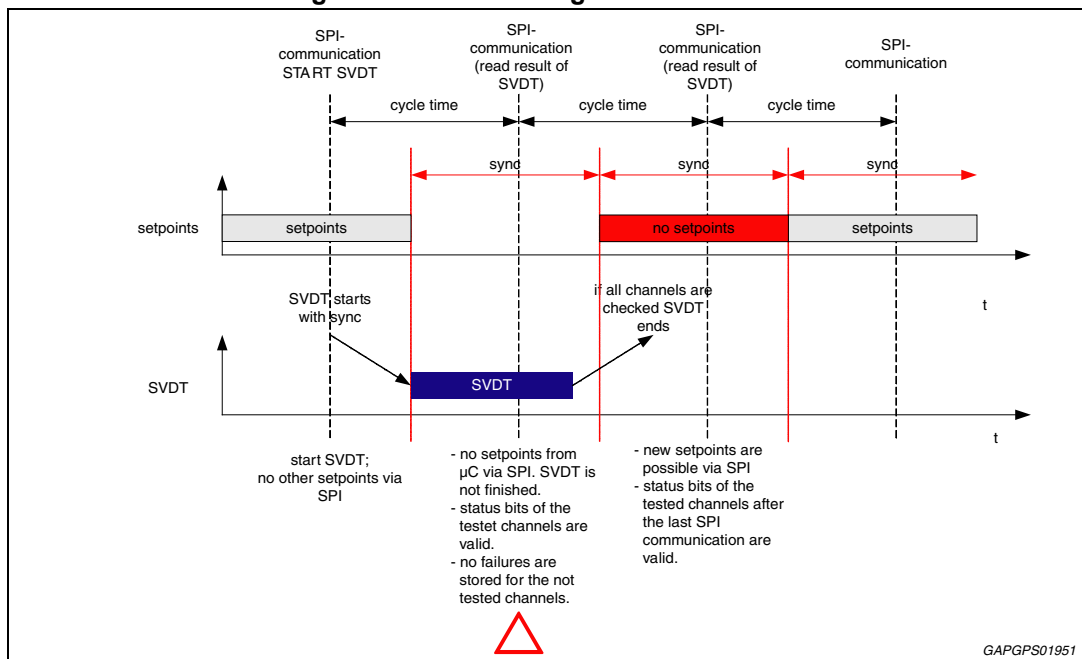 SPI-
communication
START SVDT
SPI-
communication
(read result of
SVDT)
SPI-
communication
(read result of
SVDT)
SPI-
communication
cycle time
cycle time
cycle time
sync
sync
sync
setpoints
setpoints
no setpoints
setpoints
SVDT starts
with sync
if all channels are
checked SVDT
ends
t
SVDT
SVDT
t
start SVDT;
no other setpoints via
SPI
- no setpoints from
µC via SPI. SVDT is
not finished.
- status bits of the
testet channels are
valid.
- no failures are
stored for the not
tested channels.
- new setpoints are
possible via SPI
- status bits of the
tested channels after
the last SPI
communication are
valid.
GAPGPS01951